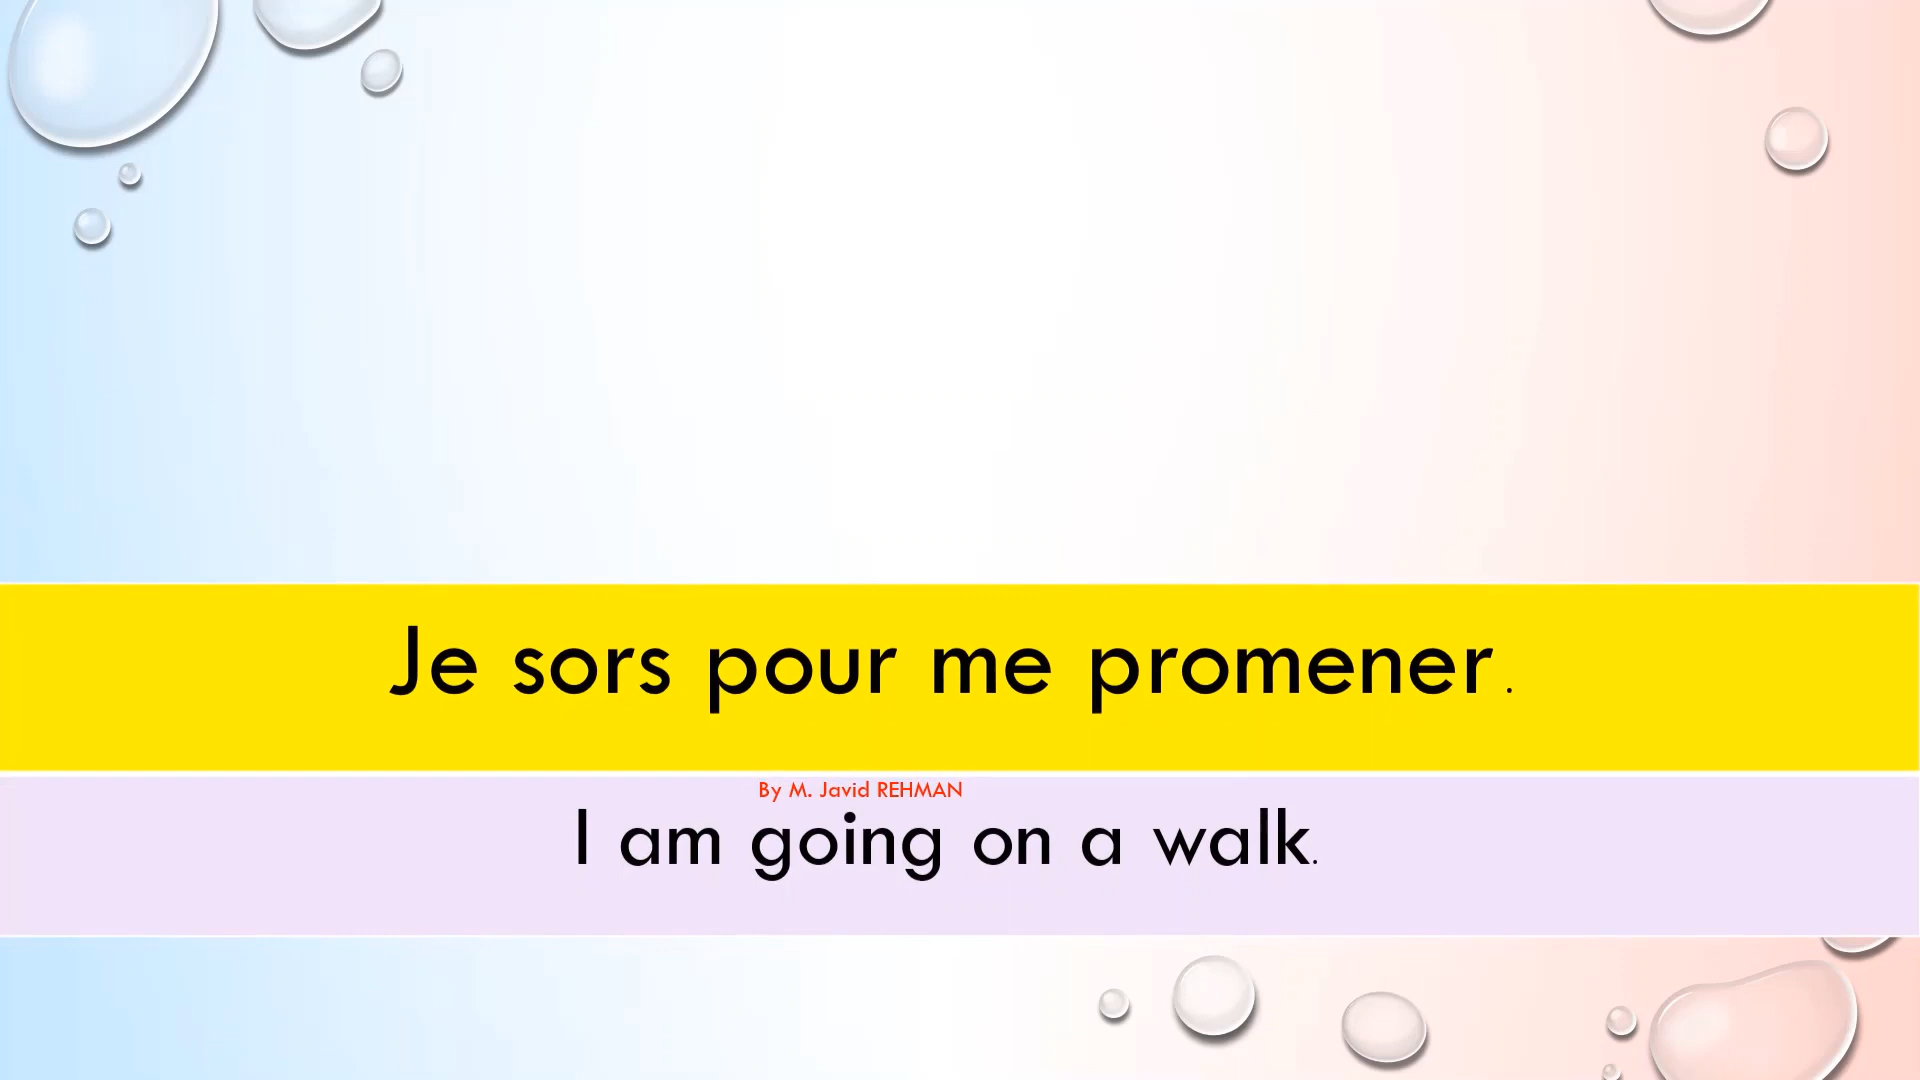 Je sors pour me promener.
By M. Javid REHMAN
I am going on a walk.